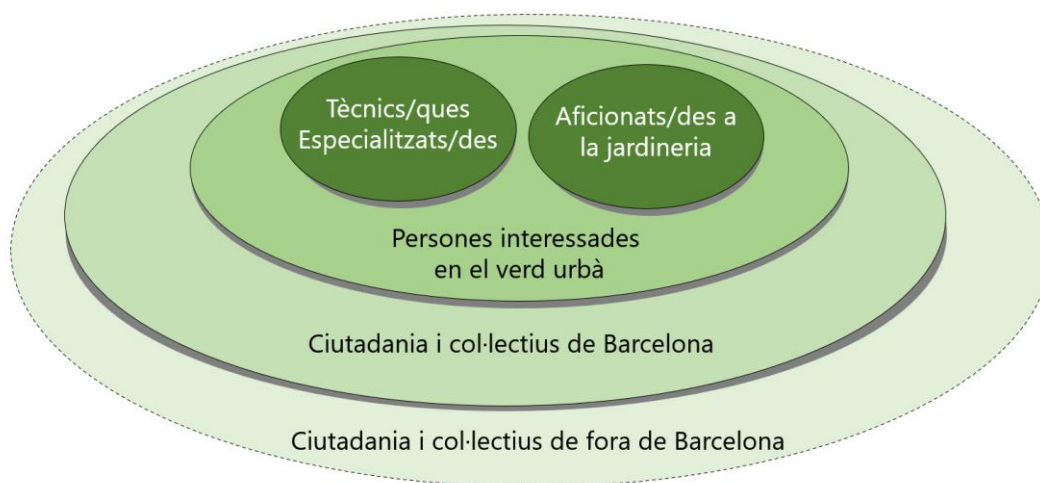 Tècnics/ques
Especialitzats/des
Aficionats/des a
la jardineria
Persones interessades
en el verd urbà
Ciutadania i col·lectius de Barcelona
Ciutadania i col·lectius de fora de Barcelona